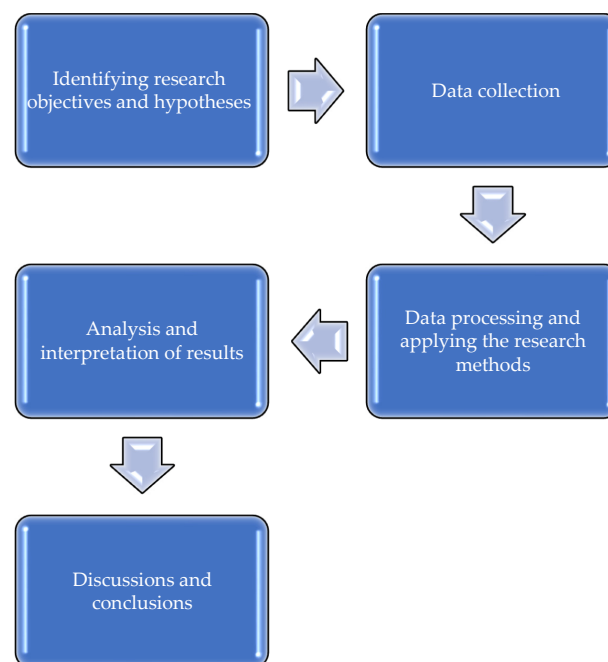 Identifying research
objectives and hypotheses
Data collection
Data processing and
applying the research
methods
Analysis and
interpretation of results
Discussions and
conclusions